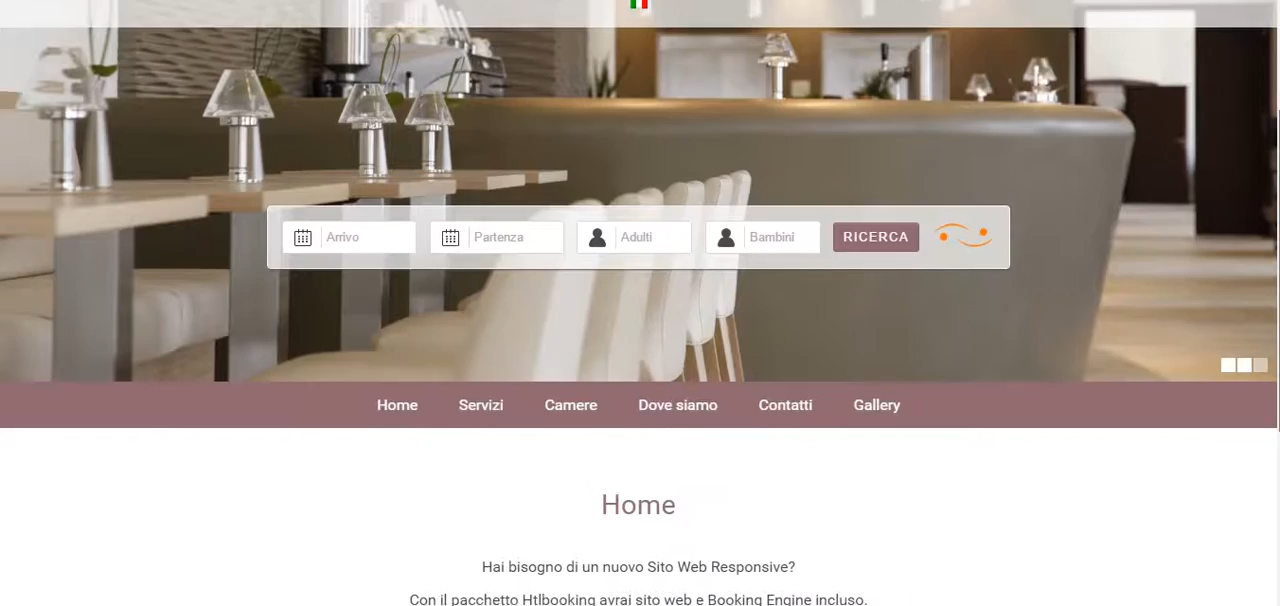 Arrivo Partenza Adulti Bambini RICERCA
Home Servizi Camere Dove siamo Contatti Gallery
Home
Hai bisogno di un nuovo Sito Web Responsive?
Con il pacchetto Htlbooking avrai sito web e Booking Engine incluso.